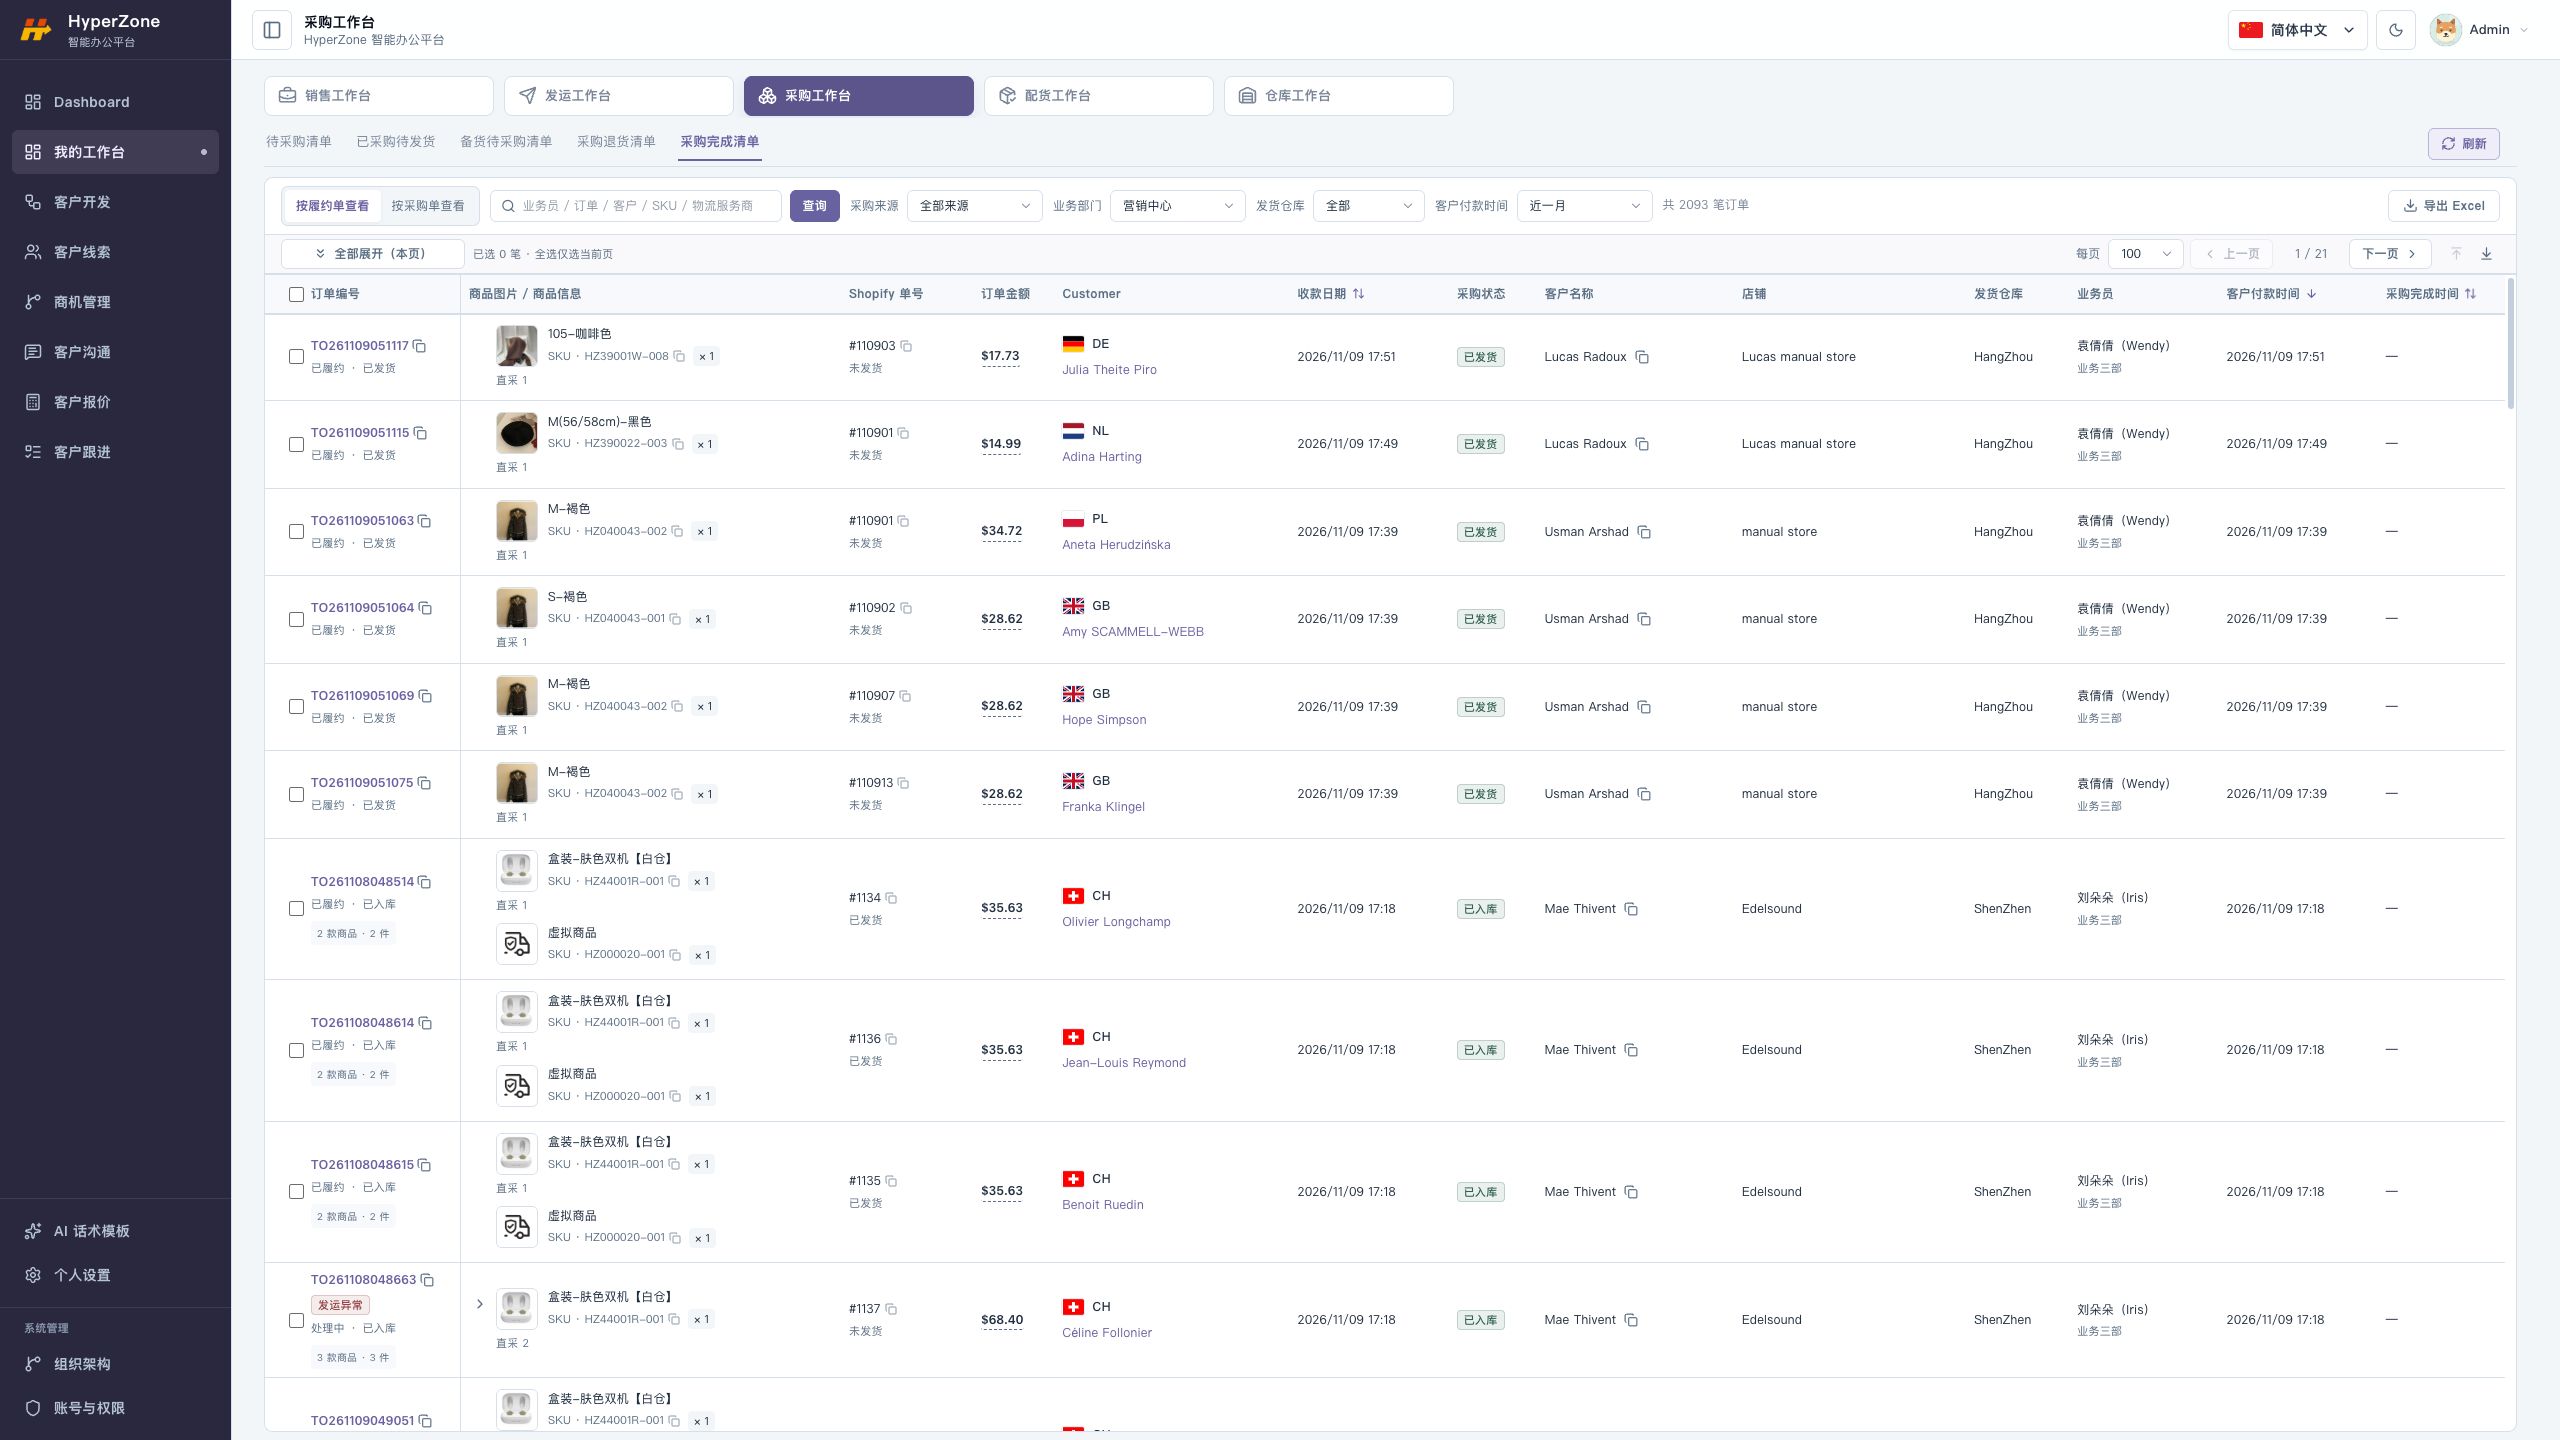 HyperZone
智能办公平台
Dashboard
我的工作台
客户开发
客户线索
商机管理
客户沟通
客户报价
客户跟进
AI 话术模板
个人设置
系统管理
组织架构
账号与权限
采购工作台
HyperZone 智能办公平台
简体中文
Admin
销售工作台
发运工作台
采购工作台
配货工作台
仓库工作台
待采购清单 已采购待发货 备货待采购清单 采购退货清单 采购完成清单
刷新
按履约单查看 按采购单查看 业务员 / 订单 / 客户 / SKU / 物流服务商 查询 采购来源 全部来源 业务部门 营销中心 发货仓库 全部 客户付款时间 近一月 共 2093 笔订单 导出 Excel
全部展开（本页） 已选 0 笔 · 全选仅选当前页 每页 100 上一页 1 / 21 下一页
订单编号 商品图片 / 商品信息 Shopify 单号 订单金额 Customer 收款日期 采购状态 客户名称 店铺 发货仓库 业务员 客户付款时间 采购完成时间
TO261109051117
已履约 · 已发货
105-咖啡色
SKU · HZ39001W-008 × 1
直采 1
#110903
未发货
$17.73
DE
Julia Theite Piro
2026/11/09 17:51
已发货
Lucas Radoux
Lucas manual store
HangZhou
袁倩倩（Wendy）
业务三部
2026/11/09 17:51
—
TO261109051115
已履约 · 已发货
M(56/58cm)-黑色
SKU · HZ390022-003 × 1
直采 1
#110901
未发货
$14.99
NL
Adina Harting
2026/11/09 17:49
已发货
Lucas Radoux
Lucas manual store
HangZhou
袁倩倩（Wendy）
业务三部
2026/11/09 17:49
—
TO261109051063
已履约 · 已发货
M-褐色
SKU · HZ040043-002 × 1
直采 1
#110901
未发货
$34.72
PL
Aneta Herudzińska
2026/11/09 17:39
已发货
Usman Arshad
manual store
HangZhou
袁倩倩（Wendy）
业务三部
2026/11/09 17:39
—
TO261109051064
已履约 · 已发货
S-褐色
SKU · HZ040043-001 × 1
直采 1
#110902
未发货
$28.62
GB
Amy SCAMMELL-WEBB
2026/11/09 17:39
已发货
Usman Arshad
manual store
HangZhou
袁倩倩（Wendy）
业务三部
2026/11/09 17:39
—
TO261109051069
已履约 · 已发货
M-褐色
SKU · HZ040043-002 × 1
直采 1
#110907
未发货
$28.62
GB
Hope Simpson
2026/11/09 17:39
已发货
Usman Arshad
manual store
HangZhou
袁倩倩（Wendy）
业务三部
2026/11/09 17:39
—
TO261109051075
已履约 · 已发货
M-褐色
SKU · HZ040043-002 × 1
直采 1
#110913
未发货
$28.62
GB
Franka Klingel
2026/11/09 17:39
已发货
Usman Arshad
manual store
HangZhou
袁倩倩（Wendy）
业务三部
2026/11/09 17:39
—
TO261108048514
已履约 · 已入库
2 款商品 · 2 件
盒装-肤色双机【白仓】
SKU · HZ44001R-001 × 1
直采 1
虚拟商品
SKU · HZ000020-001 × 1
#1134
已发货
$35.63
CH
Olivier Longchamp
2026/11/09 17:18
已入库
Mae Thivent
Edelsound
ShenZhen
刘朵朵（Iris）
业务三部
2026/11/09 17:18
—
TO261108048614
已履约 · 已入库
2 款商品 · 2 件
盒装-肤色双机【白仓】
SKU · HZ44001R-001 × 1
直采 1
虚拟商品
SKU · HZ000020-001 × 1
#1136
已发货
$35.63
CH
Jean-Louis Reymond
2026/11/09 17:18
已入库
Mae Thivent
Edelsound
ShenZhen
刘朵朵（Iris）
业务三部
2026/11/09 17:18
—
TO261108048615
已履约 · 已入库
2 款商品 · 2 件
盒装-肤色双机【白仓】
SKU · HZ44001R-001 × 1
直采 1
虚拟商品
SKU · HZ000020-001 × 1
#1135
已发货
$35.63
CH
Benoit Ruedin
2026/11/09 17:18
已入库
Mae Thivent
Edelsound
ShenZhen
刘朵朵（Iris）
业务三部
2026/11/09 17:18
—
TO261108048663
发运异常
处理中 · 已入库
3 款商品 · 3 件
盒装-肤色双机【白仓】
SKU · HZ44001R-001 × 1
直采 2
#1137
未发货
$68.40
CH
Céline Follonier
2026/11/09 17:18
已入库
Mae Thivent
Edelsound
ShenZhen
刘朵朵（Iris）
业务三部
2026/11/09 17:18
—
TO261109049051
盒装-肤色双机【白仓】
SKU · HZ44001R-001 × 1